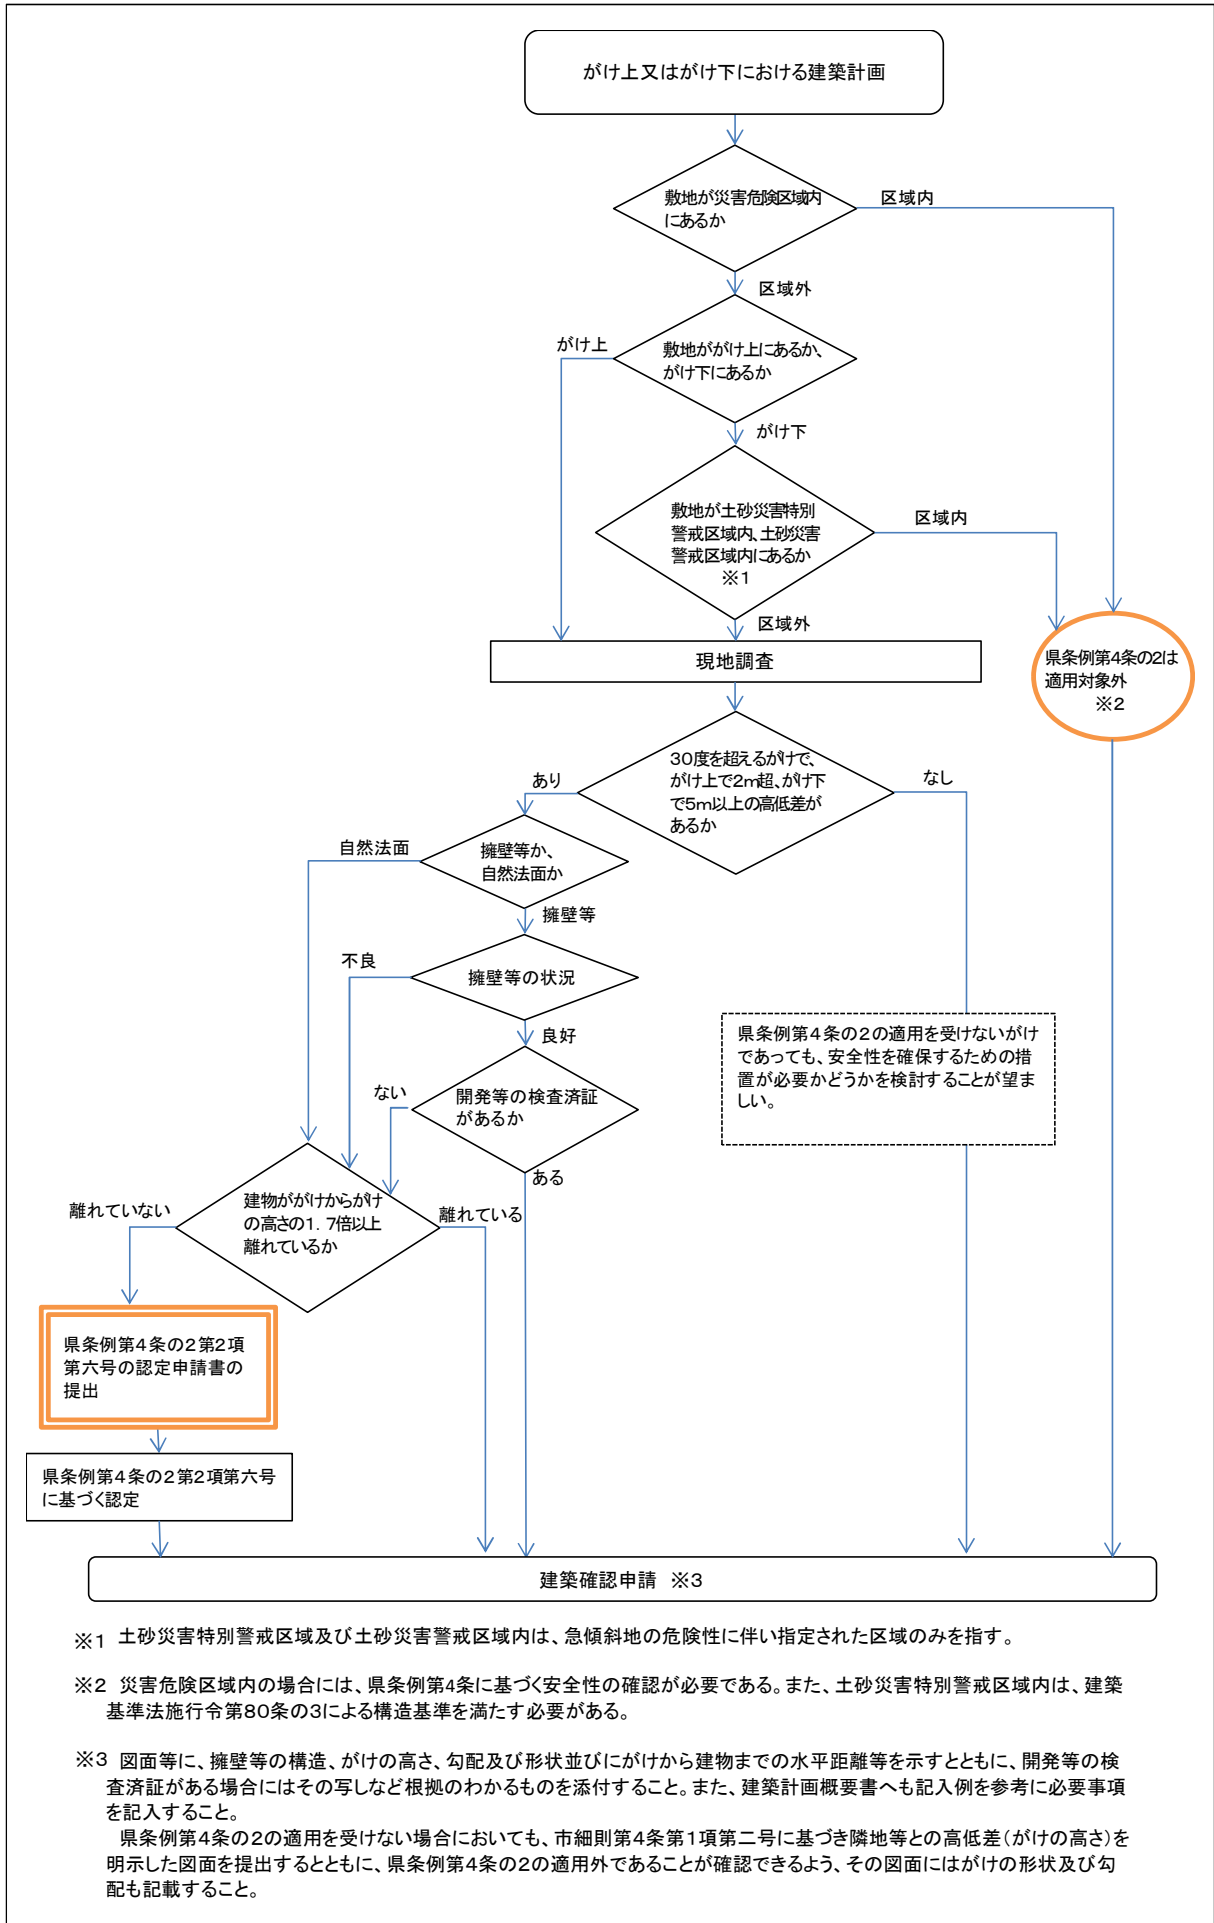 がけ上又はがけ下における建築計画
敷地が災害危険区域内
にあるか
区域内
区域外
敷地ががけ上にあるか、
がけ下にあるか
がけ上
がけ下
敷地が土砂災害特別
警戒区域内、土砂災害
警戒区域内にあるか
※1
区域内
区域外
県条例第4条の2は
適用対象外
※2
現地調査
30度を超えるがけで、
がけ上で2m超、がけ下
で5m以上の高低差が
あるか
あり
なし
擁壁等か、
自然法面か
自然法面
擁壁等
擁壁等の状況
不良
良好
開発等の検査済証
があるか
ない
ある
県条例第4条の2の適用を受けないがけ
であっても、安全性を確保するための措
置が必要かどうかを検討することが望ま
しい。
建物ががけからがけ
の高さの1.7倍以上
離れているか
離れていない
離れている
県条例第4条の2第2項
第六号の認定申請書の
提出
県条例第4条の2第2項第六号
に基づく認定
建築確認申請 ※3
※1 土砂災害特別警戒区域及び土砂災害警戒区域内は、急傾斜地の危険性に伴い指定された区域のみを指す。
※2 災害危険区域内の場合には、県条例第4条に基づく安全性の確認が必要である。また、土砂災害特別警戒区域内は、建築
基準法施行令第80条の3による構造基準を満たす必要がある。
※3 図面等に、擁壁等の構造、がけの高さ、勾配及び形状並びにがけから建物までの水平距離等を示すとともに、開発等の検
査済証がある場合にはその写しなど根拠のわかるものを添付すること。また、建築計画概要書へも記入例を参考に必要事項
を記入すること。
県条例第4条の2の適用を受けない場合においても、市細則第4条第1項第二号に基づき隣地等との高低差(がけの高さ)を
明示した図面を提出するとともに、県条例第4条の2の適用外であることが確認できるよう、その図面にはがけの形状及び勾
配も記載すること。